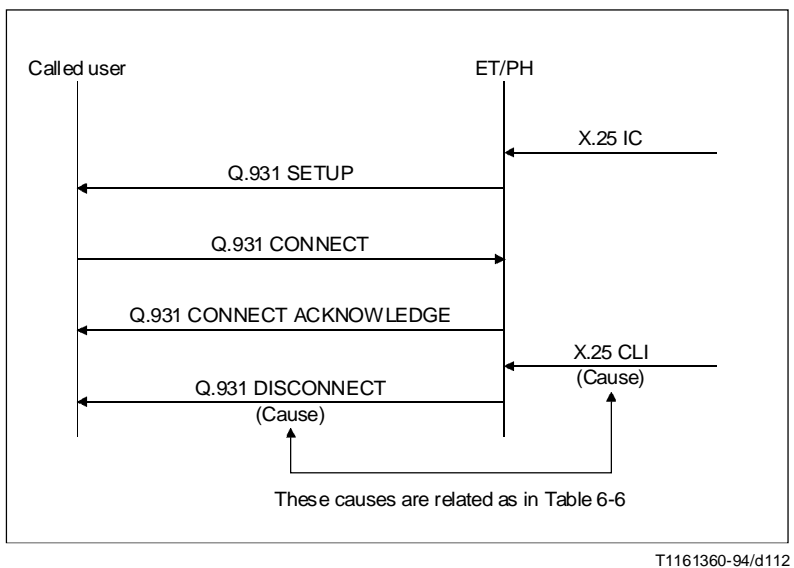 Called user
ET/PH
X.25 IC
Q.931 SETUP
Q.931 CONNECT
Q.931 CONNECT ACKNOWLEDGE
X.25 CLI
(Cause)
Q.931 DISCONNECT
(Cause)
These causes are related as in Table 6-6
T1161360-94/d112